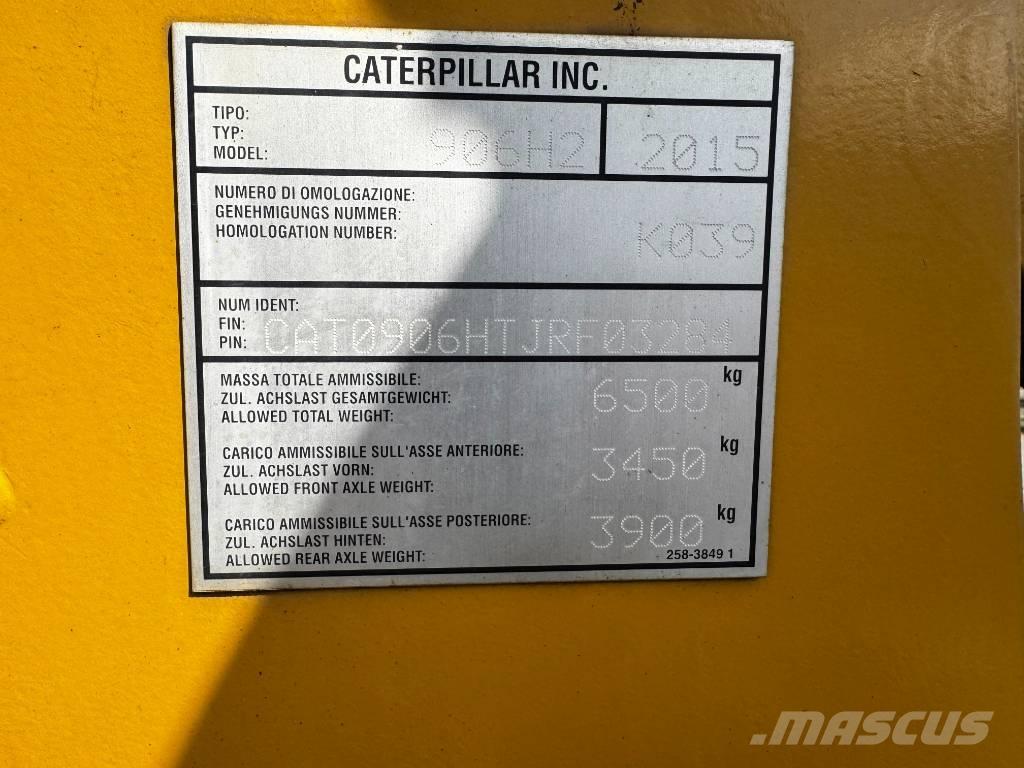 CATERPILLAR INC.
TIPO:
TYP:
MODEL: 906H2 2015
NUMERO DI OMOLOGAZIONE:
GENEHMIGUNGS NUMMER:
HOMOLOGATION NUMBER: K039
NUM IDENT:
FIN:
PIN: CAT0906HTJRF03284
MASSA TOTALE AMMISSIBILE:
ZUL. ACHSLAST GESAMTGEWICHT: 6500 kg
ALLOWED TOTAL WEIGHT:
CARICO AMMISSIBILE SULL'ASSE ANTERIORE:
ZUL. ACHSLAST VORN: 3450 kg
ALLOWED FRONT AXLE WEIGHT:
CARICO AMMISSIBILE SULL'ASSE POSTERIORE:
ZUL. ACHSLAST HINTEN: 3900 kg
ALLOWED REAR AXLE WEIGHT: 258-3849 1
MASCUS